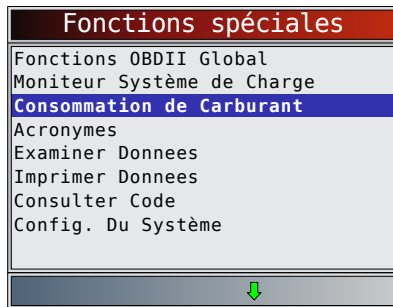 Fonctions spéciales
Fonctions OBDII Global
Moniteur Système de Charge
Consommation de Carburant
Acronymes
Examiner Donnees
Imprimer Donnees
Consulter Code
Config. Du Système